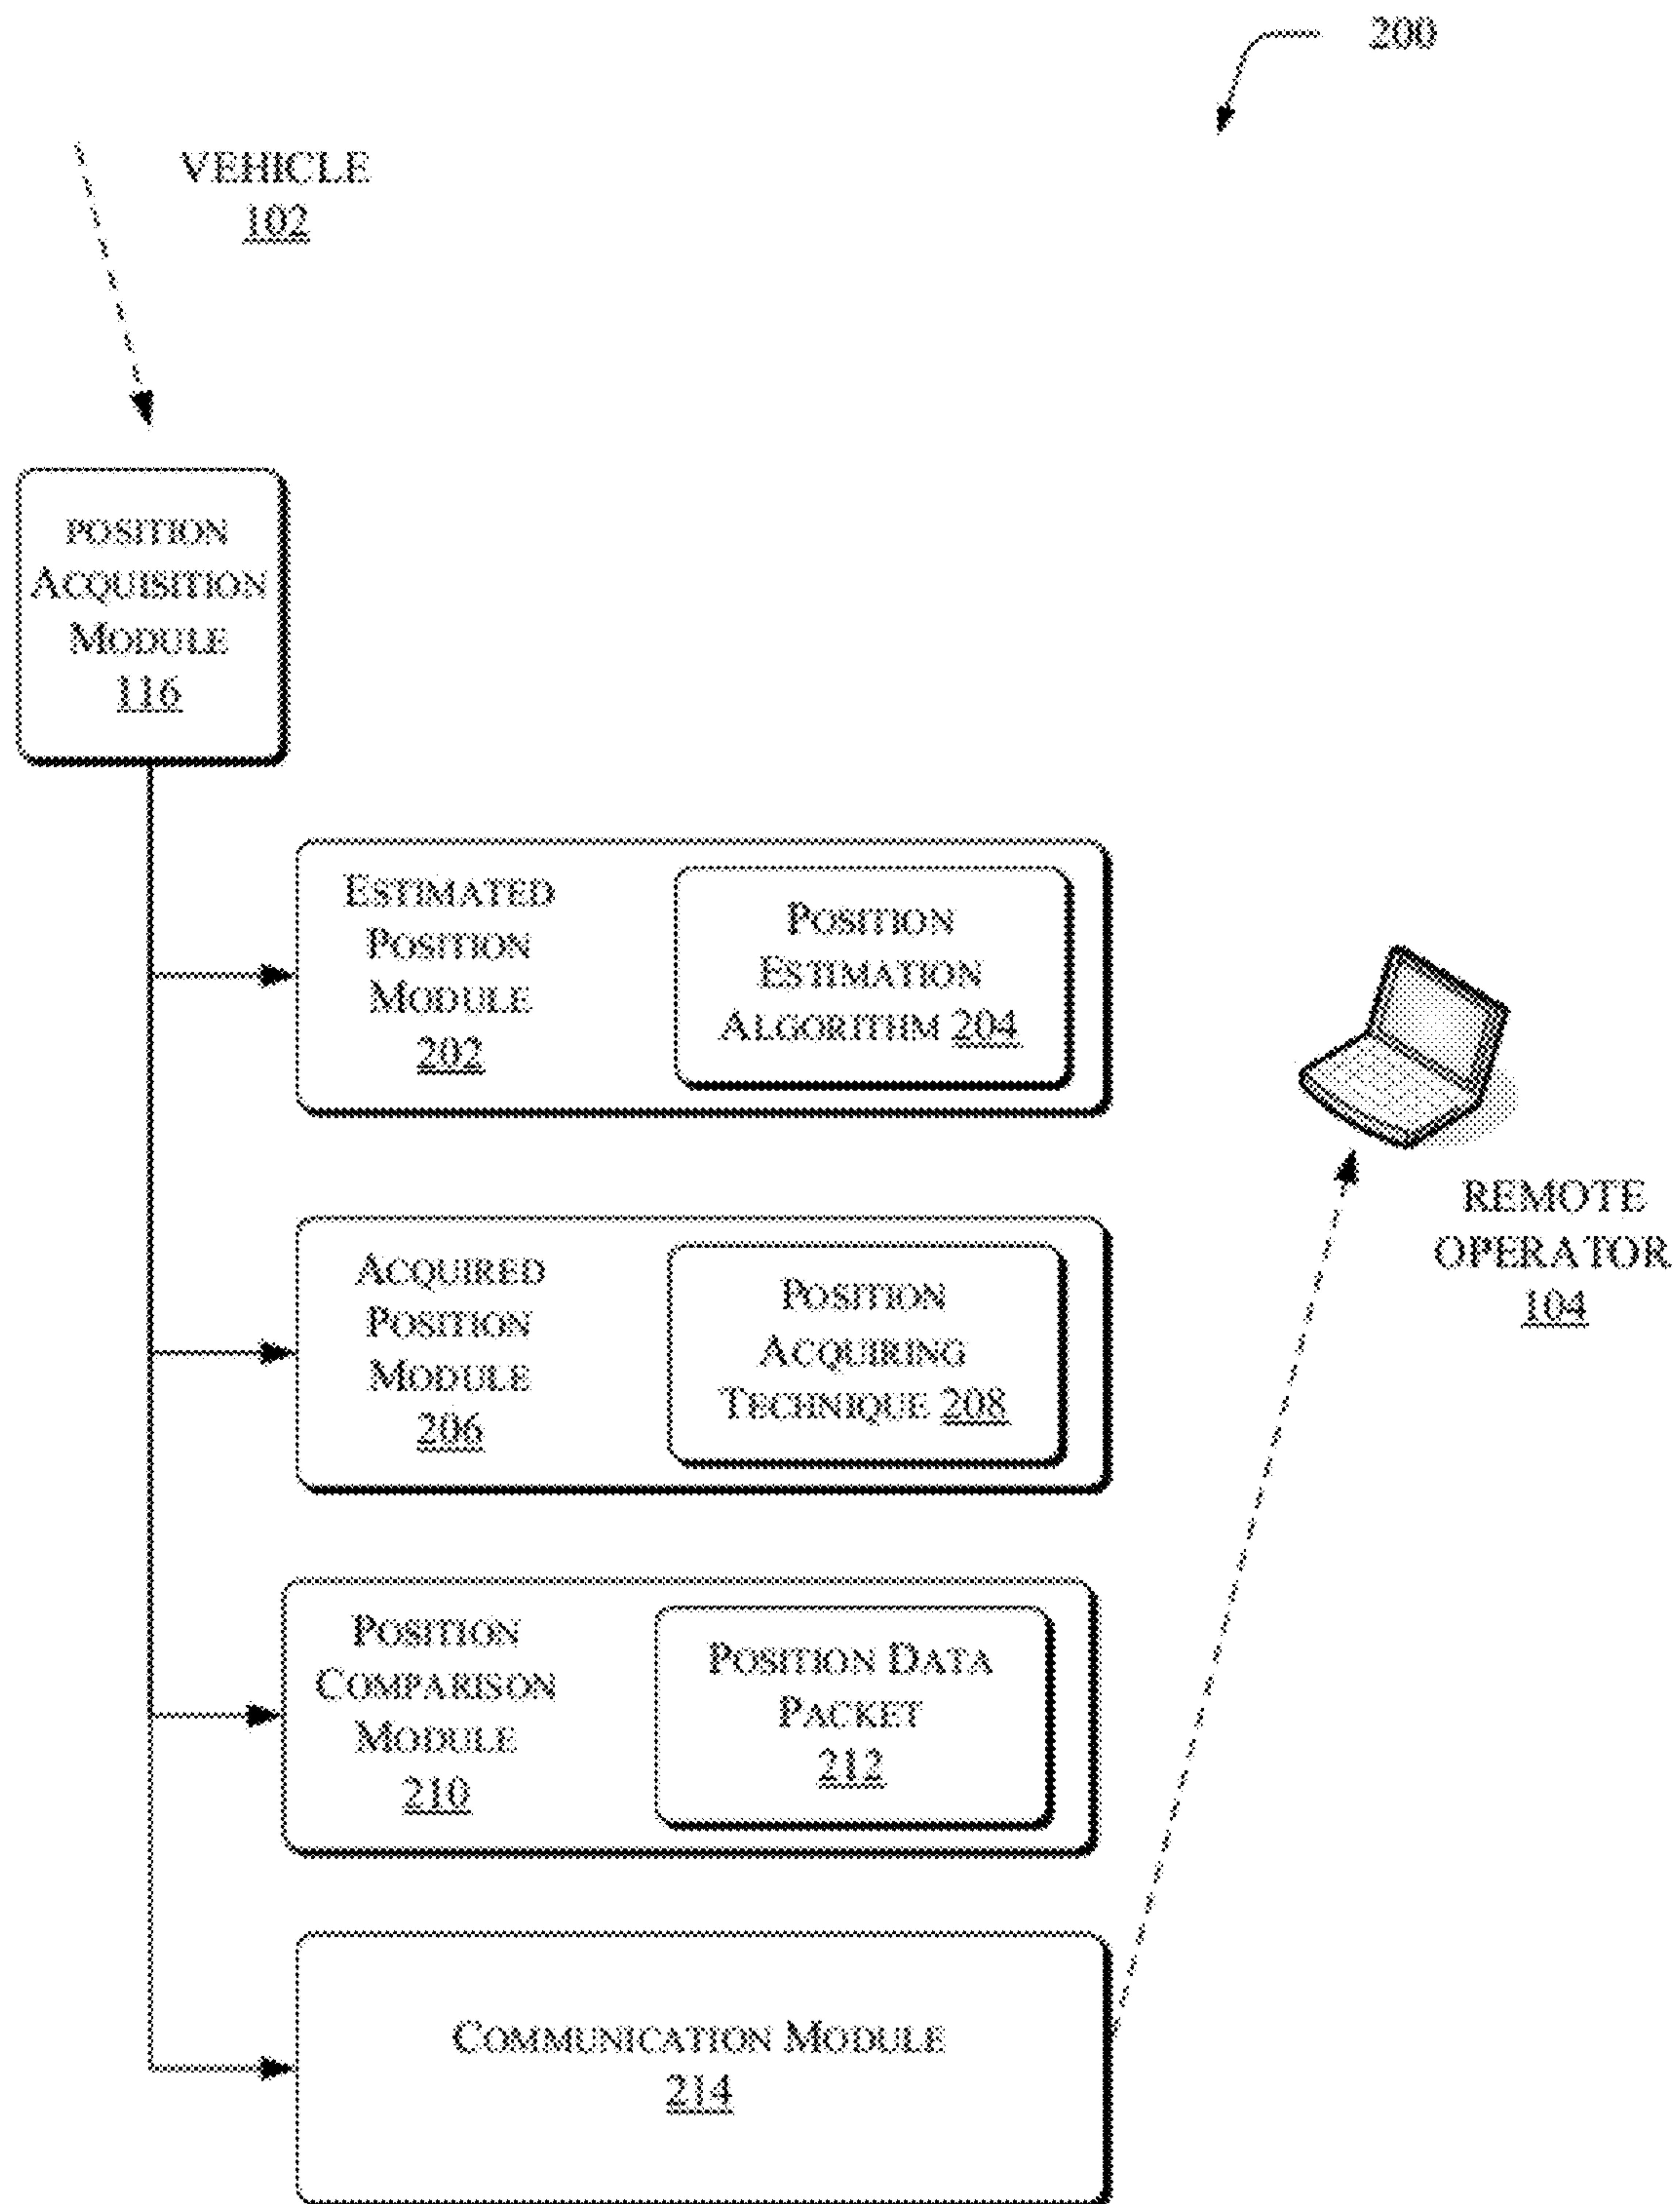 200
VEHICLE
102
POSITION
ACQUISITION
MODULE
116
ESTIMATED
POSITION
MODULE
202
POSITION
ESTIMATION
ALGORITHM 204
REMOTE
OPERATOR
104
ACQUIRED
POSITION
MODULE
206
POSITION
ACQUIRING
TECHNIQUE 208
POSITION
COMPARISON
MODULE
210
POSITION DATA
PACKET
212
COMMUNICATION MODULE
214